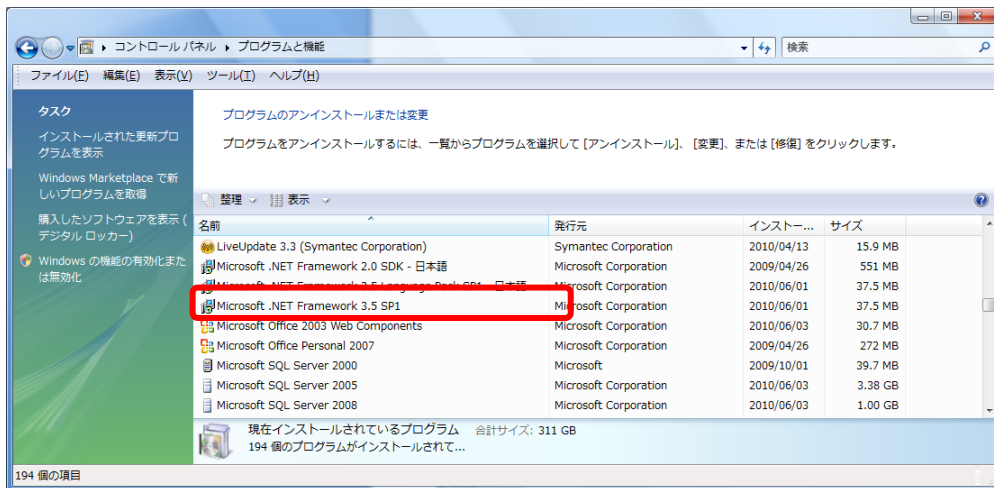 コントロール パネル ▸ プログラムと機能
検索
ファイル(F) 編集(E) 表示(V) ツール(T) ヘルプ(H)
タスク
インストールされた更新プロ
グラムを表示
Windows Marketplace で新
しいプログラムを取得
購入したソフトウェアを表示 (
デジタル ロッカー)
Windows の機能の有効化また
は無効化
プログラムのアンインストールまたは変更
プログラムをアンインストールするには、一覧からプログラムを選択して [アンインストール]、[変更]、または [修復] をクリックします。
整理 表示
名前 発行元 インストー... サイズ
LiveUpdate 3.3 (Symantec Corporation) Symantec Corporation 2010/04/13 15.9 MB
Microsoft .NET Framework 2.0 SDK - 日本語 Microsoft Corporation 2009/04/26 551 MB
Microsoft .NET Framework 3.5 Language Pack SP1 - 日本語 Microsoft Corporation 2010/06/01 37.5 MB
Microsoft .NET Framework 3.5 SP1 Microsoft Corporation 2010/06/01 37.5 MB
Microsoft Office 2003 Web Components Microsoft Corporation 2010/06/03 30.7 MB
Microsoft Office Personal 2007 Microsoft Corporation 2009/04/26 272 MB
Microsoft SQL Server 2000 Microsoft 2009/10/01 39.7 MB
Microsoft SQL Server 2005 Microsoft Corporation 2010/06/03 3.38 GB
Microsoft SQL Server 2008 Microsoft Corporation 2010/06/03 1.00 GB
現在インストールされているプログラム 合計サイズ: 311 GB
194 個のプログラムがインストールされて...
194 個の項目